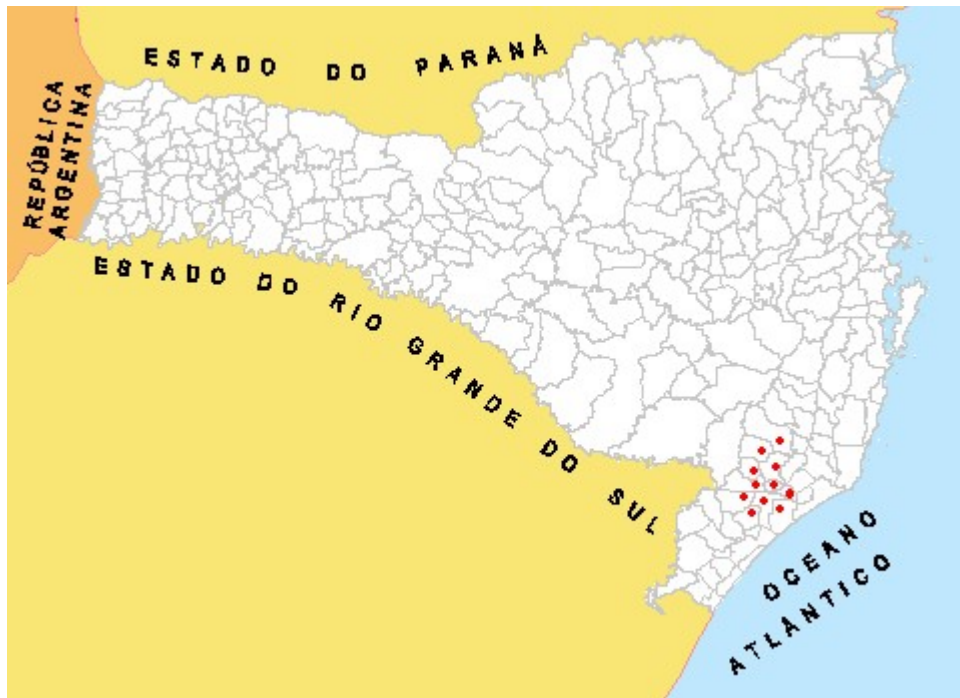 ESTADO DO PARANÁ
REPÚBLICA
ARGENTINA
ESTADO DO RIO GRANDE DO SUL
OCEANO
ATLÂNTICO